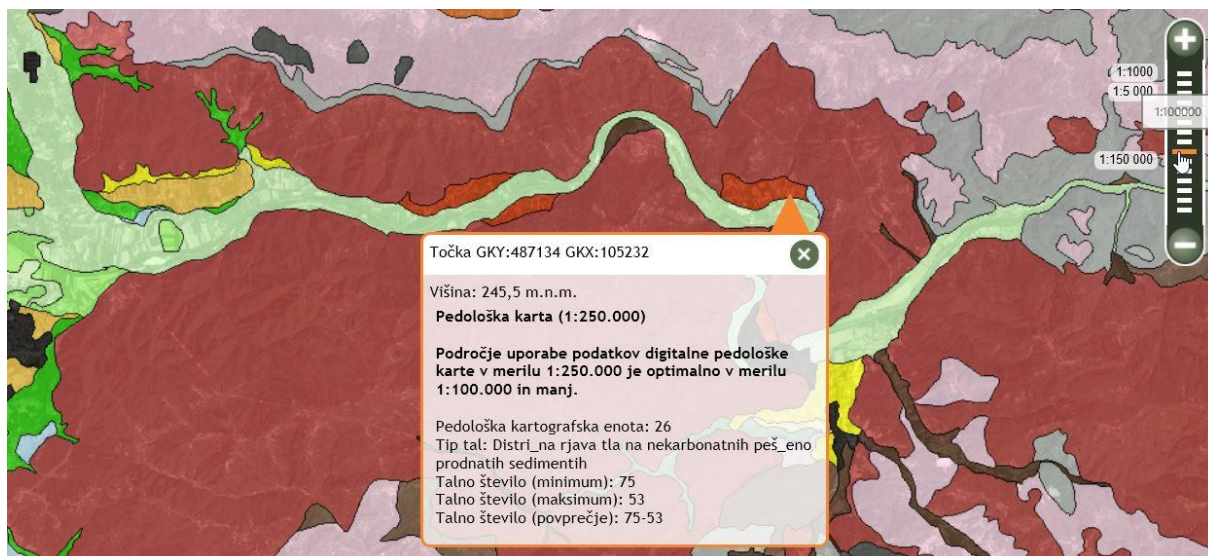 1:1000
1:5 000
1:100000
1:150 000
Točka GKY:487134 GKX:105232
Višina: 245,5 m.n.m.
Pedološka karta (1:250.000)
Področje uporabe podatkov digitalne pedološke
karte v merilu 1:250.000 je optimalno v merilu
1:100.000 in manj.
Pedološka kartografska enota: 26
Tip tal: Distri_na rjava tla na nekarbonatnih peš_eno
prodnatih sedimentih
Talno število (minimum): 75
Talno število (maksimum): 53
Talno število (povprečje): 75-53